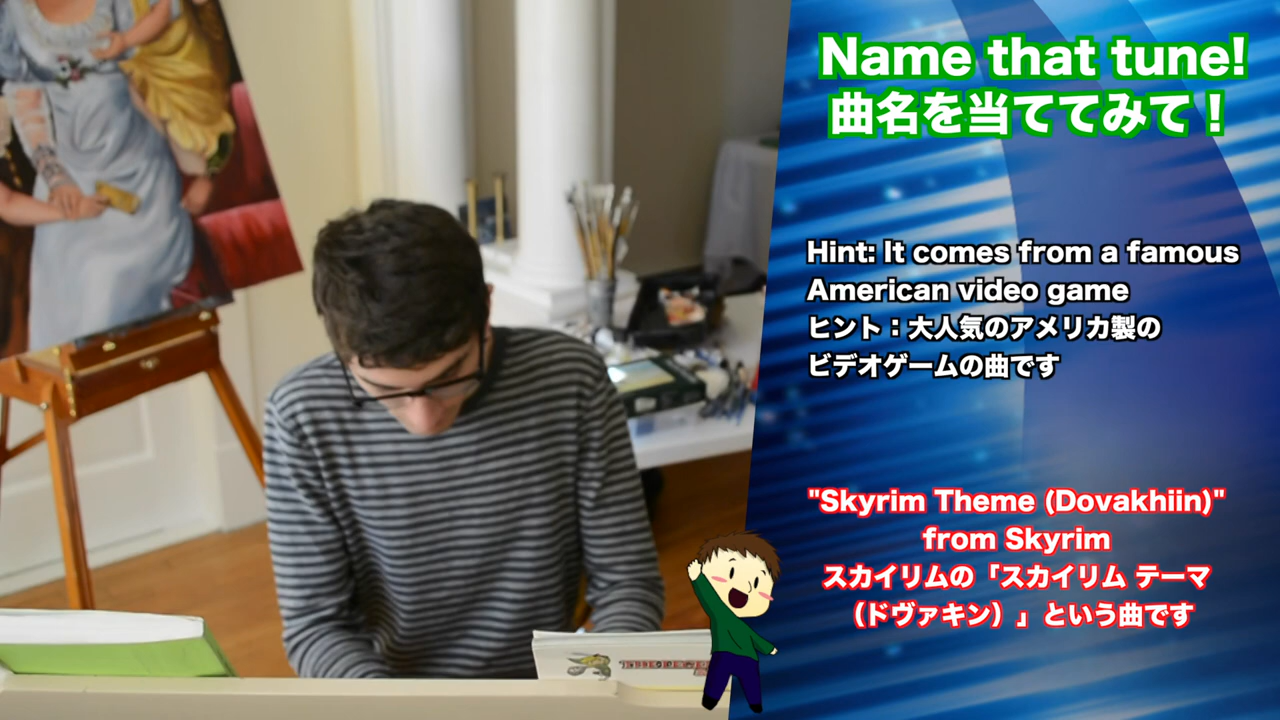 Name that tune!
曲名を当ててみて！
Hint: It comes from a famous
American video game
ヒント：大人気のアメリカ製の
ビデオゲームの曲です
"Skyrim Theme (Dovakhiin)"
from Skyrim
スカイリムの「スカイリム テーマ
（ドヴァキン）」という曲です